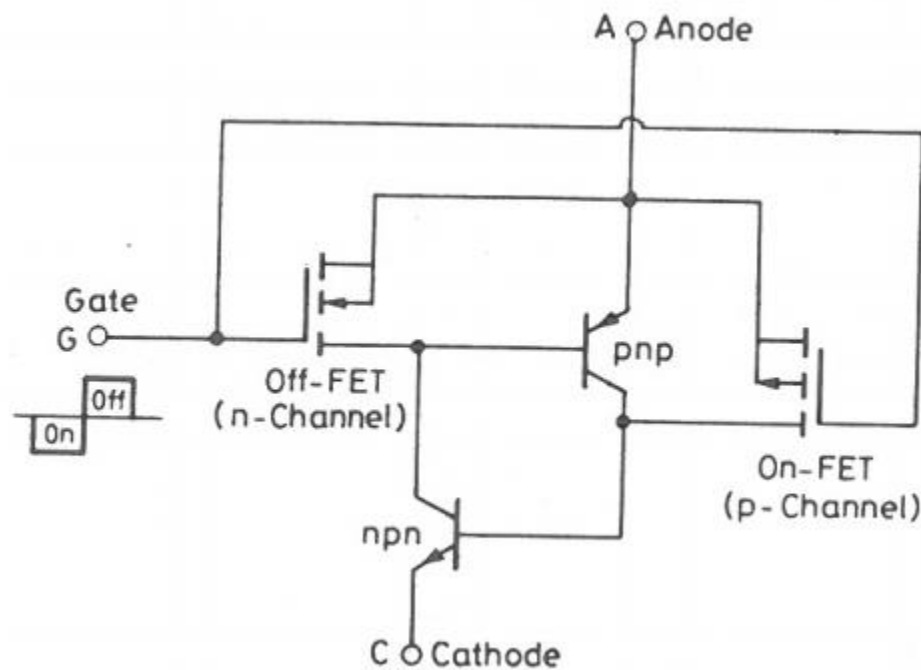 A Anode
Gate
G
Off
On
Off-FET
(n-Channel)
pnp
On-FET
(p-Channel)
npn
C Cathode